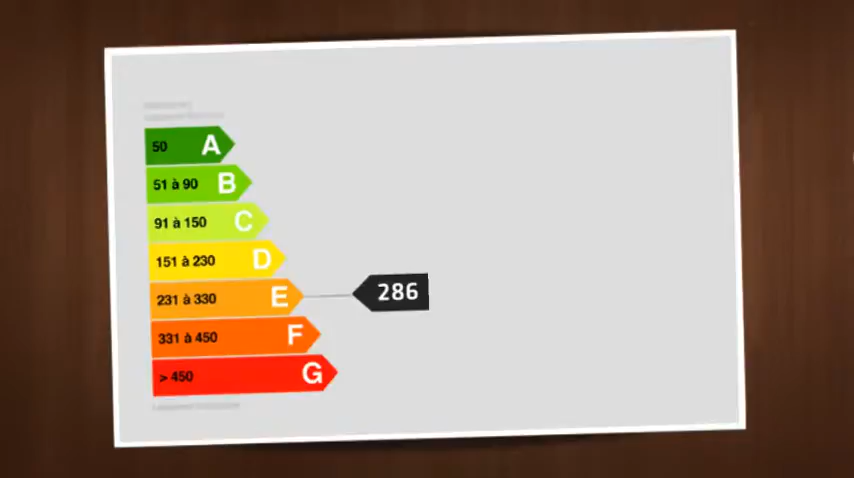 50 A
51 à 90 B
91 à 150 C
151 à 230 D
231 à 330 E
286
331 à 450 F
> 450 G